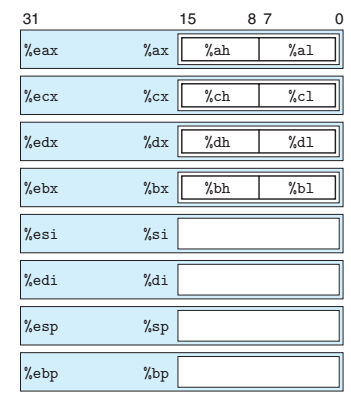 31 15 8 7 0
%eax %ax %ah %al
%ecx %cx %ch %cl
%edx %dx %dh %dl
%ebx %bx %bh %bl
%esi %si
%edi %di
%esp %sp
%ebp %bp